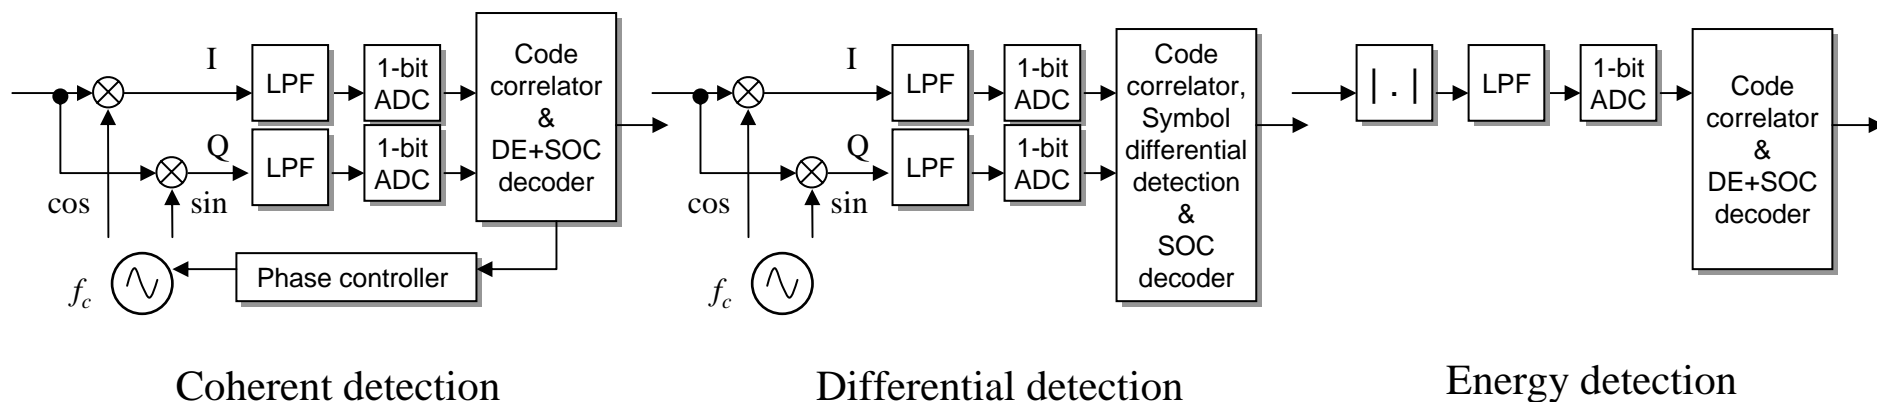 I
LPF
1-bit
ADC
Q
LPF
1-bit
ADC
cos
sin
Code
correlator
&
DE+SOC
decoder
Phase controller
fc
Coherent detection
I
LPF
1-bit
ADC
Q
LPF
1-bit
ADC
cos
sin
Code
correlator,
Symbol
differential
detection
&
SOC
decoder
fc
Differential detection
| . |
LPF
1-bit
ADC
Code
correlator
&
DE+SOC
decoder
Energy detection